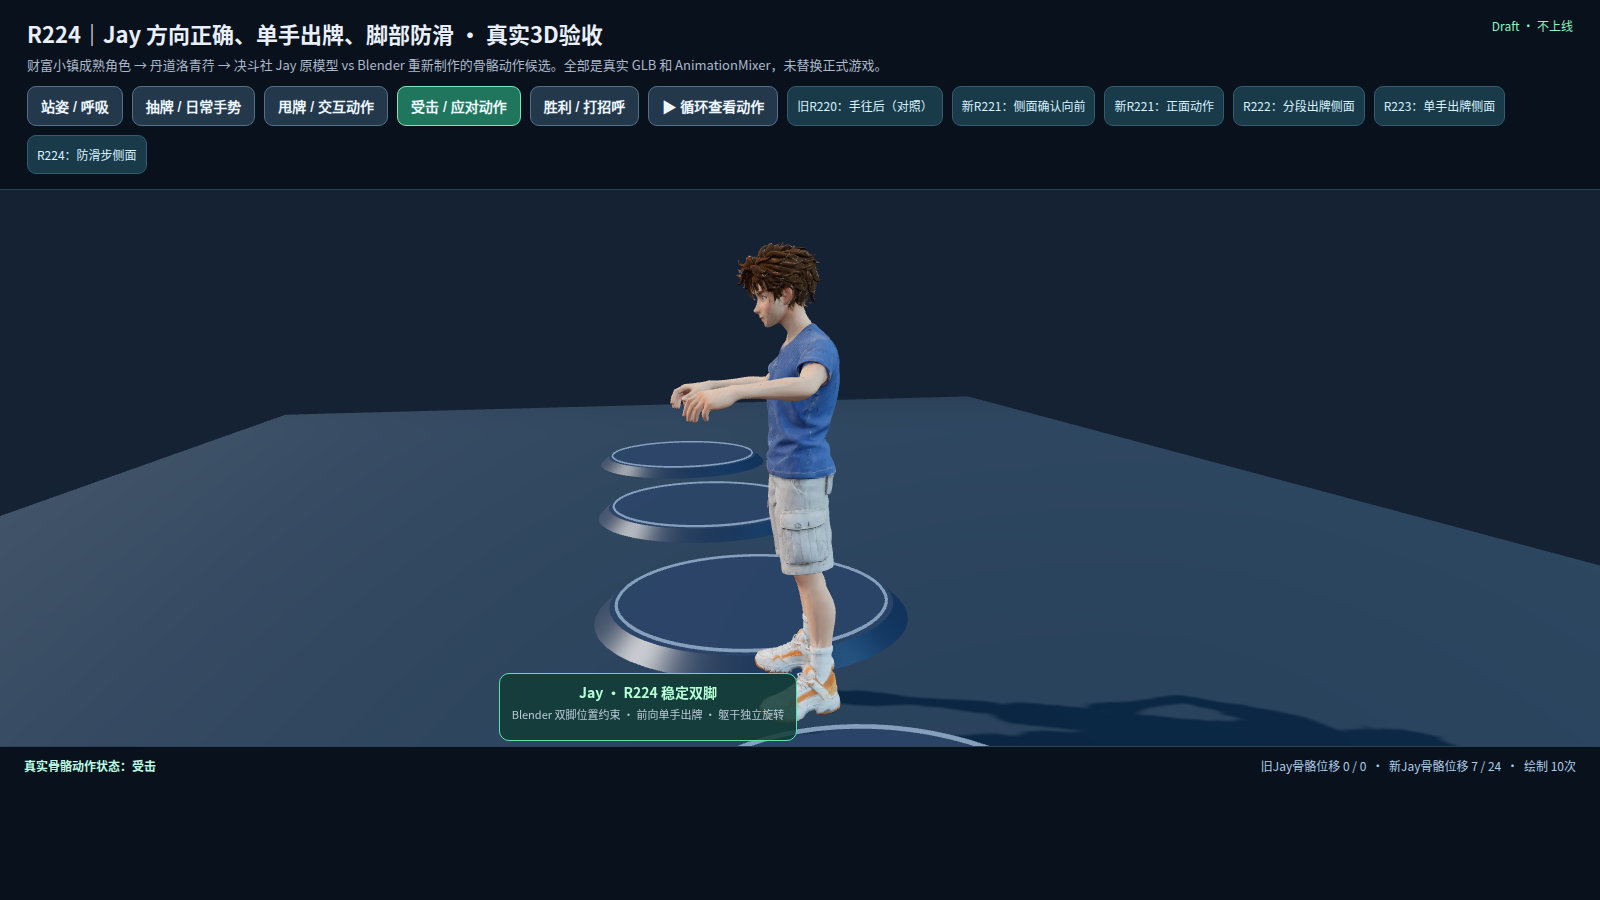 R224｜Jay 方向正确、单手出牌、脚部防滑 · 真实3D验收
Draft · 不上线
财富小镇成熟角色 → 丹道洛青荇 → 决斗社 Jay 原模型 vs Blender 重新制作的骨骼动作候选。全部是真实 GLB 和 AnimationMixer，未替换正式游戏。
站姿 / 呼吸
抽牌 / 日常手势
甩牌 / 交互动作
受击 / 应对动作
胜利 / 打招呼
▶ 循环查看动作
旧R220：手往后（对照）
新R221：侧面确认向前
新R221：正面动作
R222：分段出牌侧面
R223：单手出牌侧面
R224：防滑步侧面
Jay · R224 稳定双脚
Blender 双脚位置约束 · 前向单手出牌 · 躯干独立旋转
真实骨骼动作状态：受击
旧Jay骨骼位移 0 / 0 · 新Jay骨骼位移 7 / 24 · 绘制 10次